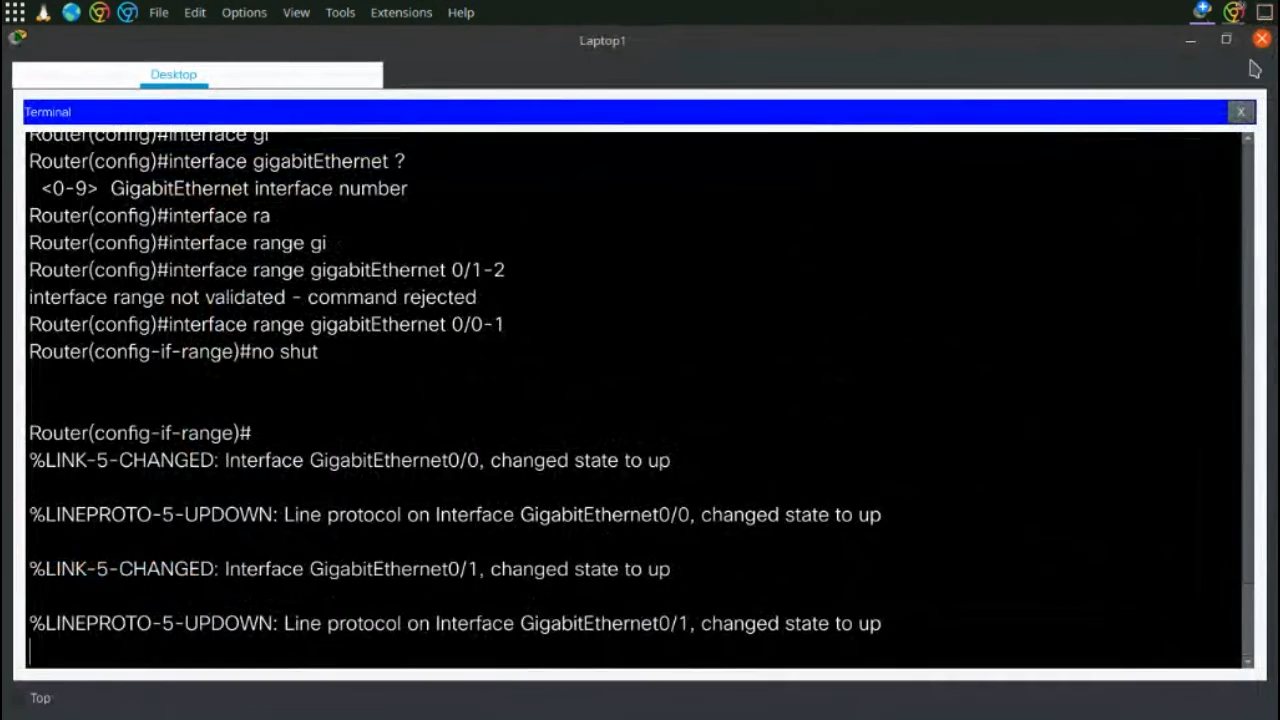 File Edit Options View Tools Extensions Help
Laptop1
Desktop
Terminal
X
Router(config)#interface gi
Router(config)#interface gigabitEthernet ?
<0-9> GigabitEthernet interface number
Router(config)#interface ra
Router(config)#interface range gi
Router(config)#interface range gigabitEthernet 0/1-2
interface range not validated - command rejected
Router(config)#interface range gigabitEthernet 0/0-1
Router(config-if-range)#no shut
Router(config-if-range)#
%LINK-5-CHANGED: Interface GigabitEthernet0/0, changed state to up
%LINEPROTO-5-UPDOWN: Line protocol on Interface GigabitEthernet0/0, changed state to up
%LINK-5-CHANGED: Interface GigabitEthernet0/1, changed state to up
%LINEPROTO-5-UPDOWN: Line protocol on Interface GigabitEthernet0/1, changed state to up
Top